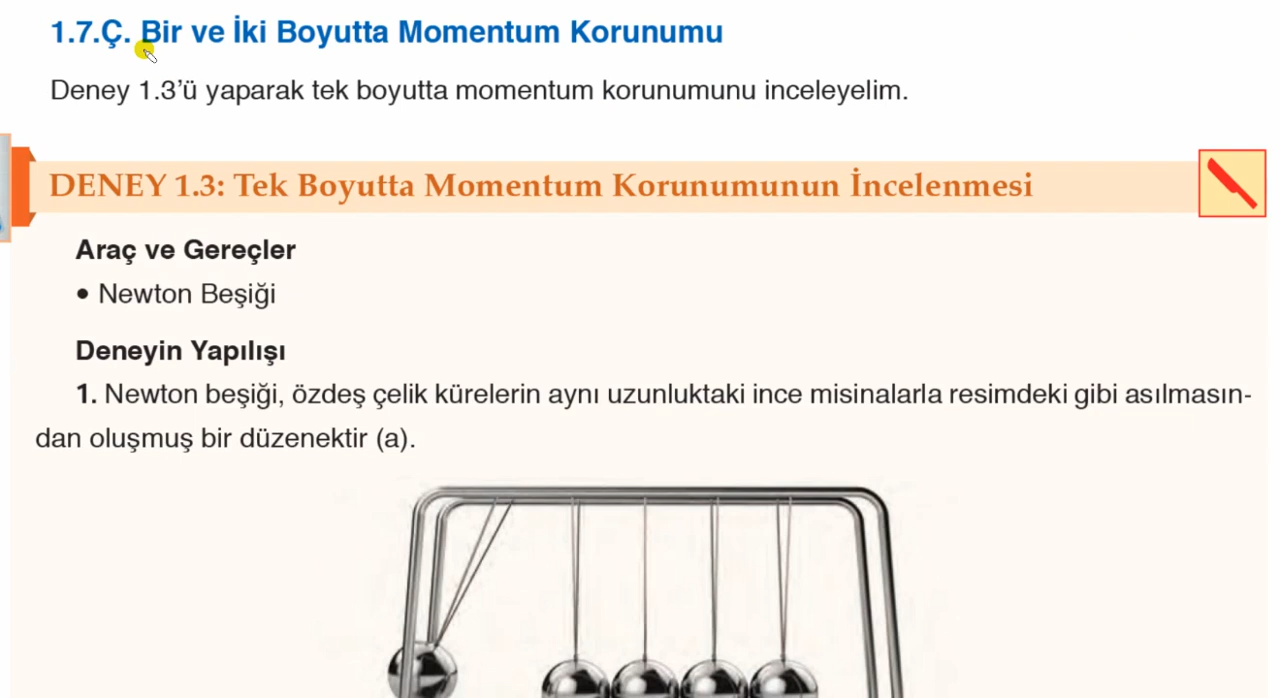 1.7.Ç. Bir ve İki Boyutta Momentum Korunumu
Deney 1.3’ü yaparak tek boyutta momentum korunumunu inceleyelim.
DENEY 1.3: Tek Boyutta Momentum Korunumunun İncelenmesi
Araç ve Gereçler
• Newton Beşiği
Deneyin Yapılışı
1. Newton beşiği, özdeş çelik kürelerin aynı uzunluktaki ince misinalarla resimdeki gibi asılmasın-
dan oluşmuş bir düzenektir (a).